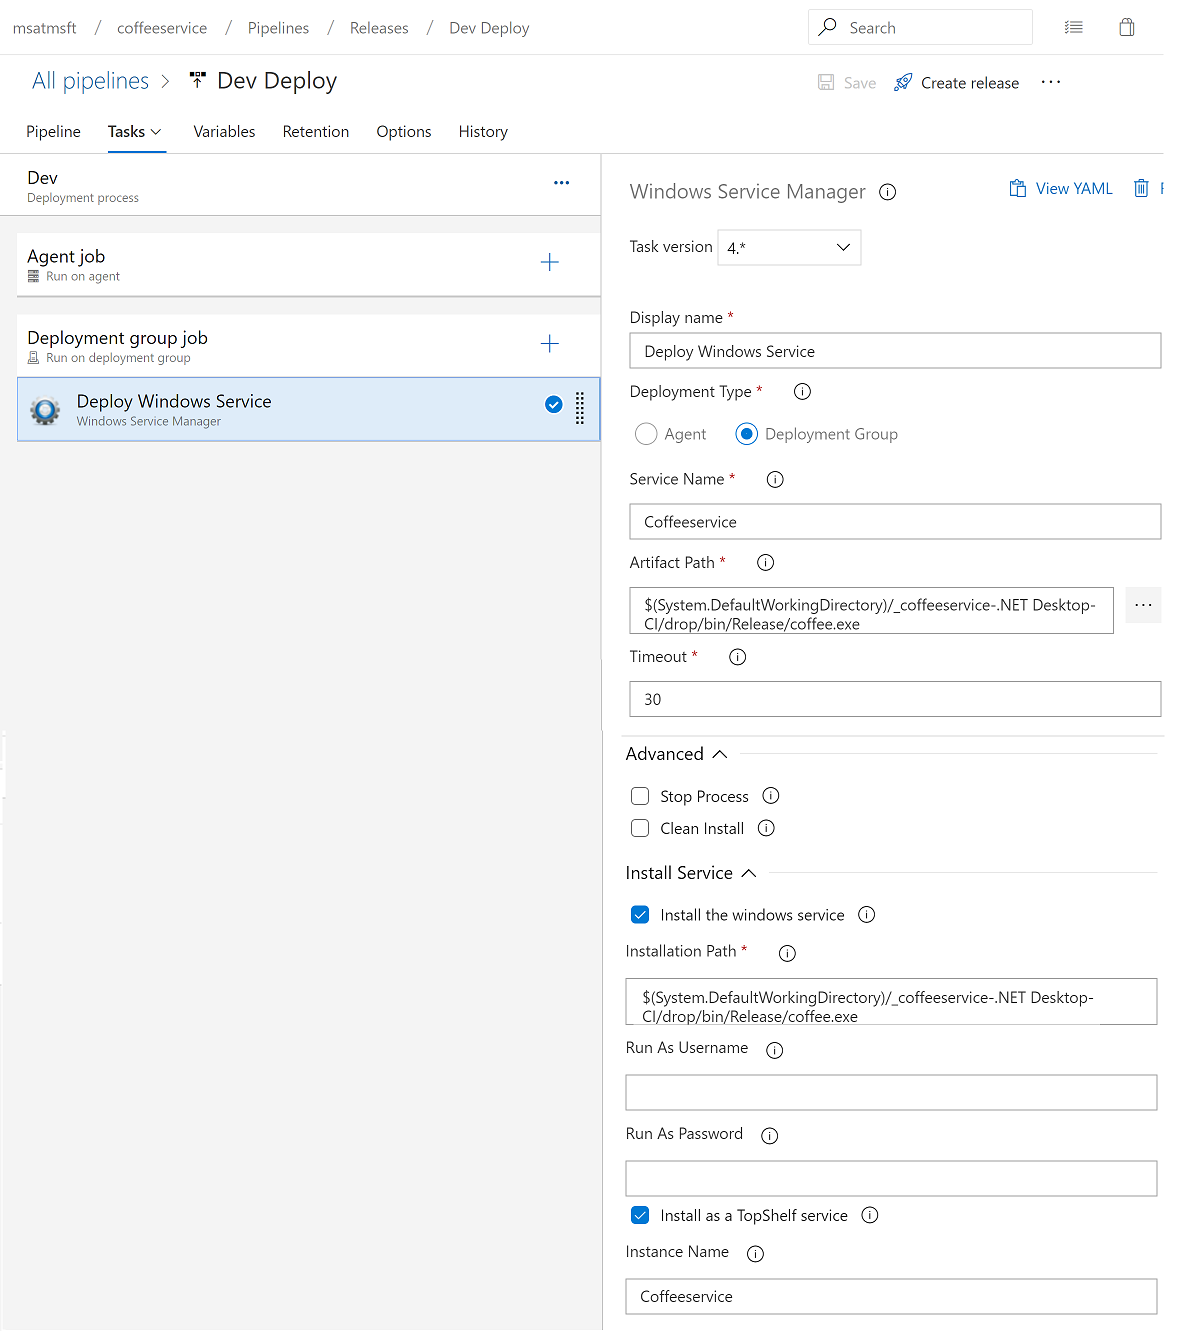 msatmsft / coffeeservice / Pipelines / Releases / Dev Deploy
Search
All pipelines > Dev Deploy
Save
Create release
Pipeline Tasks Variables Retention Options History
Dev
Deployment process
Agent job
Run on agent
Deployment group job
Run on deployment group
Deploy Windows Service
Windows Service Manager
Windows Service Manager
View YAML
Task version 4.*
Display name *
Deploy Windows Service
Deployment Type *
Agent Deployment Group
Service Name *
Coffeeservice
Artifact Path *
$(System.DefaultWorkingDirectory)/_coffeeservice-.NET Desktop-
CI/drop/bin/Release/coffee.exe
...
Timeout *
30
Advanced
Stop Process
Clean Install
Install Service
Install the windows service
Installation Path *
$(System.DefaultWorkingDirectory)/_coffeeservice-.NET Desktop-
CI/drop/bin/Release/coffee.exe
Run As Username
Run As Password
Install as a TopShelf service
Instance Name
Coffeeservice